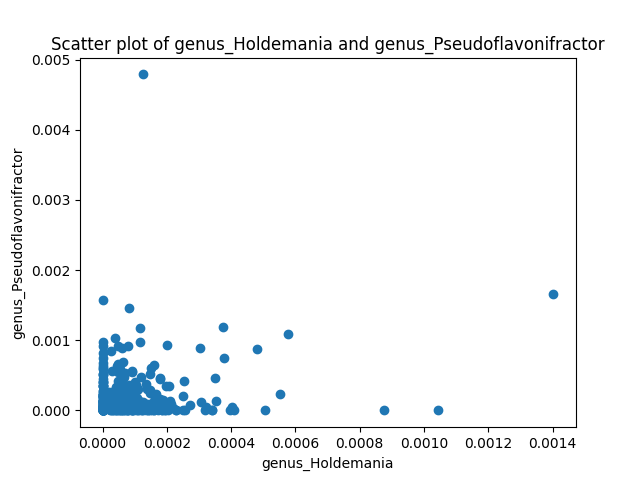 Scatter plot of genus_Holdemania and genus_Pseudoflavonifractor
0.005
0.004
0.003
0.002
0.001
0.000
genus_Pseudoflavonifractor
0.0000 0.0002 0.0004 0.0006 0.0008 0.0010 0.0012 0.0014
genus_Holdemania